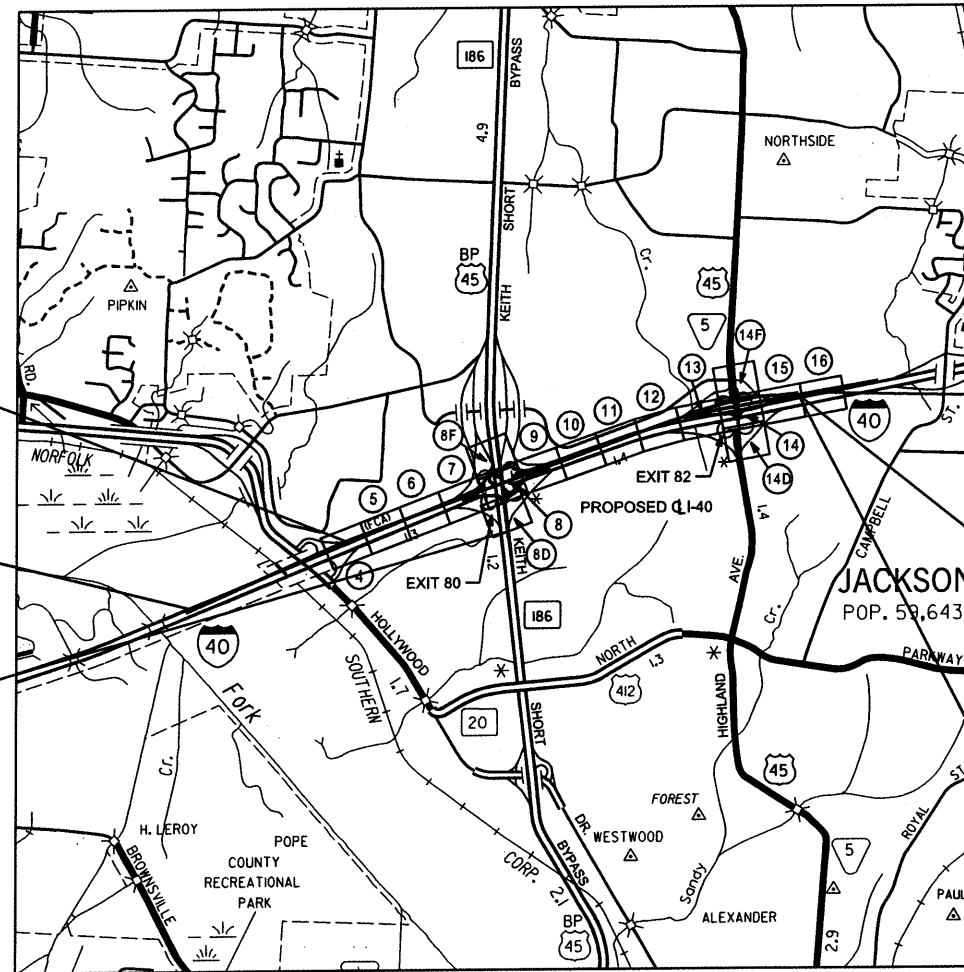 186
BYPASS
4.9
NORTHSIDE
SHORT
Cr.
BP
45
45
PIPKIN
KEITH
5
14F
13
15
16
RD.
12
11
10
9
8F
40
ST.
NORFOLK
7
6
5
(FCA)
1.4
EXIT 82
14
14D
PROPOSED ℄ I-40
1.3
8
8D
KEITH
1.2
4
EXIT 80
1.4
CAMPBELL
AVE.
JACKSON
POP. 59,643
186
Cr.
40
HOLLYWOOD
NORTH
1.3
PARKWAY
SOUTHERN
1.7
412
Fork
20
SHORT
HIGHLAND
45
Cr.
FOREST
ST
ROYAL
DR.
WESTWOOD
H. LEROY
POPE
COUNTY
RECREATIONAL
PARK
BROWNSVILLE
CORP.
2.1
BYPASS
Sandy
5
PAUL
ALEXANDER
BP
45
2.9